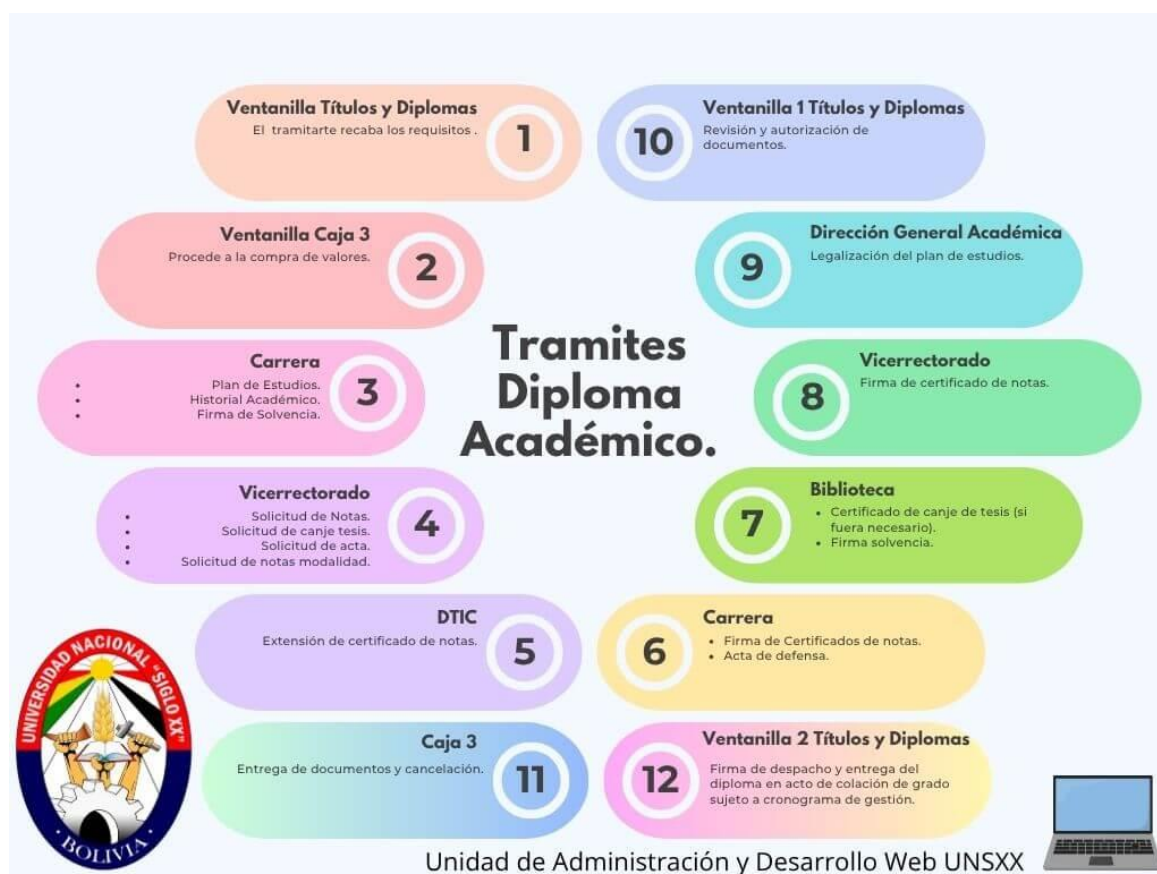 Ventanilla Títulos y Diplomas
El tramitarte recaba los requisitos .
1
Ventanilla Caja 3
Procede a la compra de valores.
2
Carrera
• Plan de Estudios.
• Historial Académico.
• Firma de Solvencia.
3
Vicerrectorado
• Solicitud de Notas.
• Solicitud de canje tesis.
• Solicitud de acta.
• Solicitud de notas modalidad.
4
DTIC
Extensión de certificado de notas.
5
Carrera
• Firma de Certificados de notas.
• Acta de defensa.
6
Biblioteca
• Certificado de canje de tesis (si
fuera necesario).
• Firma solvencia.
7
Vicerrectorado
Firma de certificado de notas.
8
Dirección General Académica
Legalización del plan de estudios.
9
Ventanilla 1 Títulos y Diplomas
Revisión y autorización de
documentos.
10
Tramites
Diploma
Académico.
Caja 3
Entrega de documentos y cancelación.
11
Ventanilla 2 Títulos y Diplomas
Firma de despacho y entrega del
diploma en acto de colación de grado
sujeto a cronograma de gestión.
12
UNIVERSIDAD NACIONAL "SIGLO XX"
· BOLIVIA ·
Unidad de Administración y Desarrollo Web UNSXX